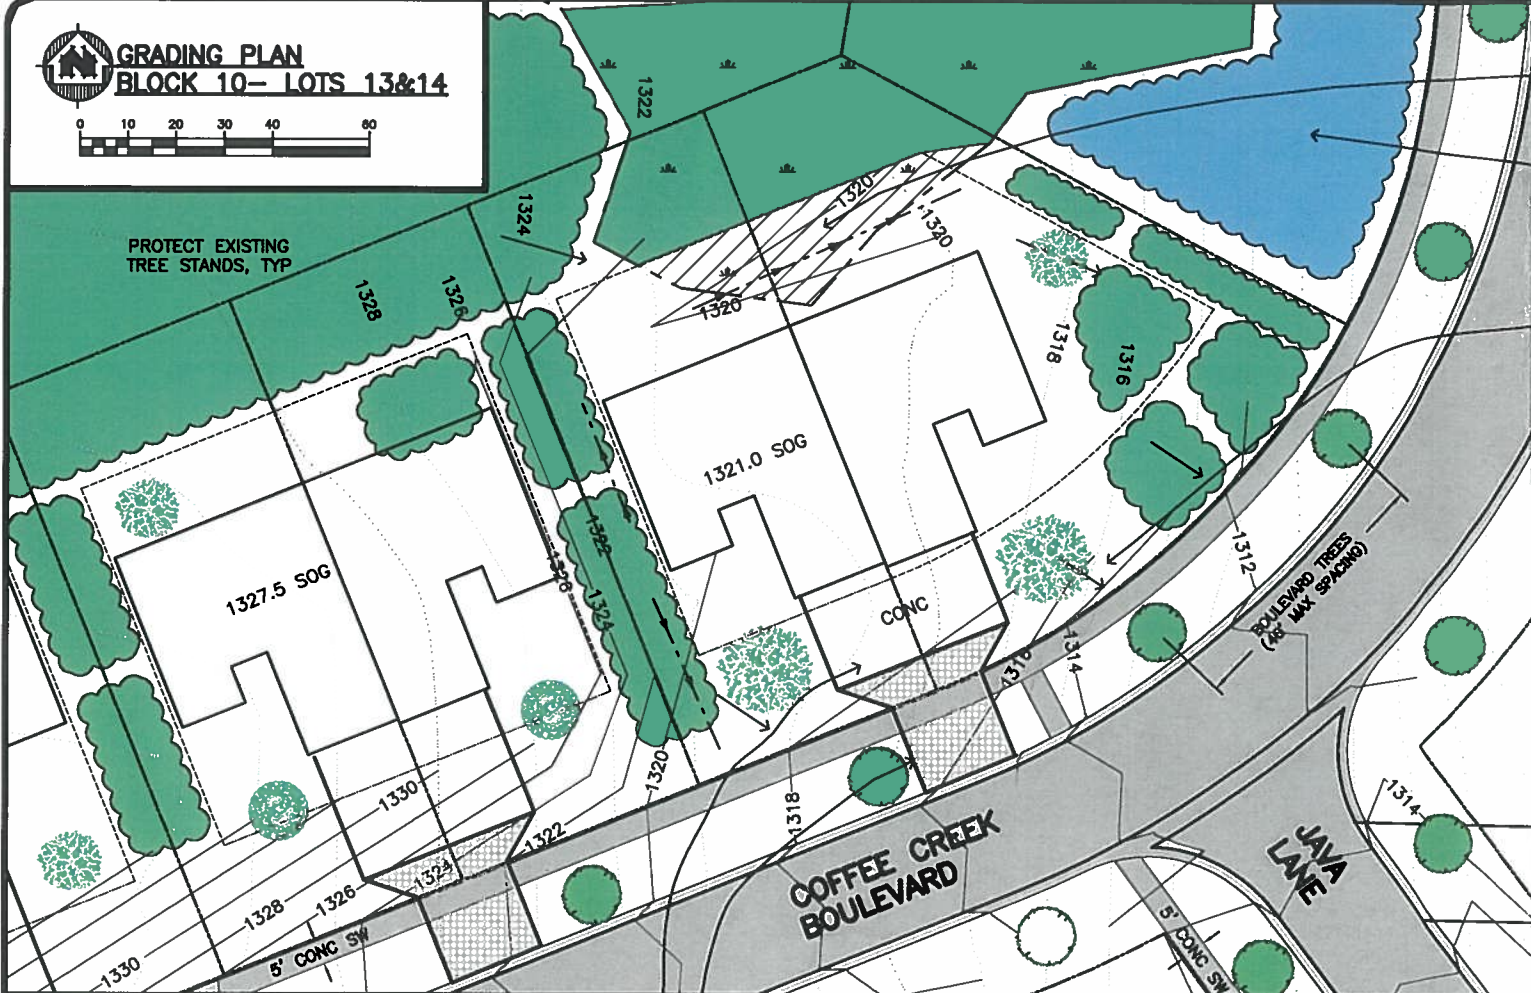 N
GRADING PLAN
BLOCK 10- LOTS 13&14
0 10 20 30 40 60
PROTECT EXISTING
TREE STANDS, TYP
1322
1324
1326
1328
1320
1320
1320
1318
1316
1321.0 SOG
1327.5 SOG
1322
1326
1324
CONC
1316
1314
1312
BOULEVARD TREES
(48' MAX SPACING)
1330
1320
1318
1322
1324
1328
1326
1330
5' CONC SW
COFFEE CREEK
BOULEVARD
JAVA
LANE
1314
5' CONC SW